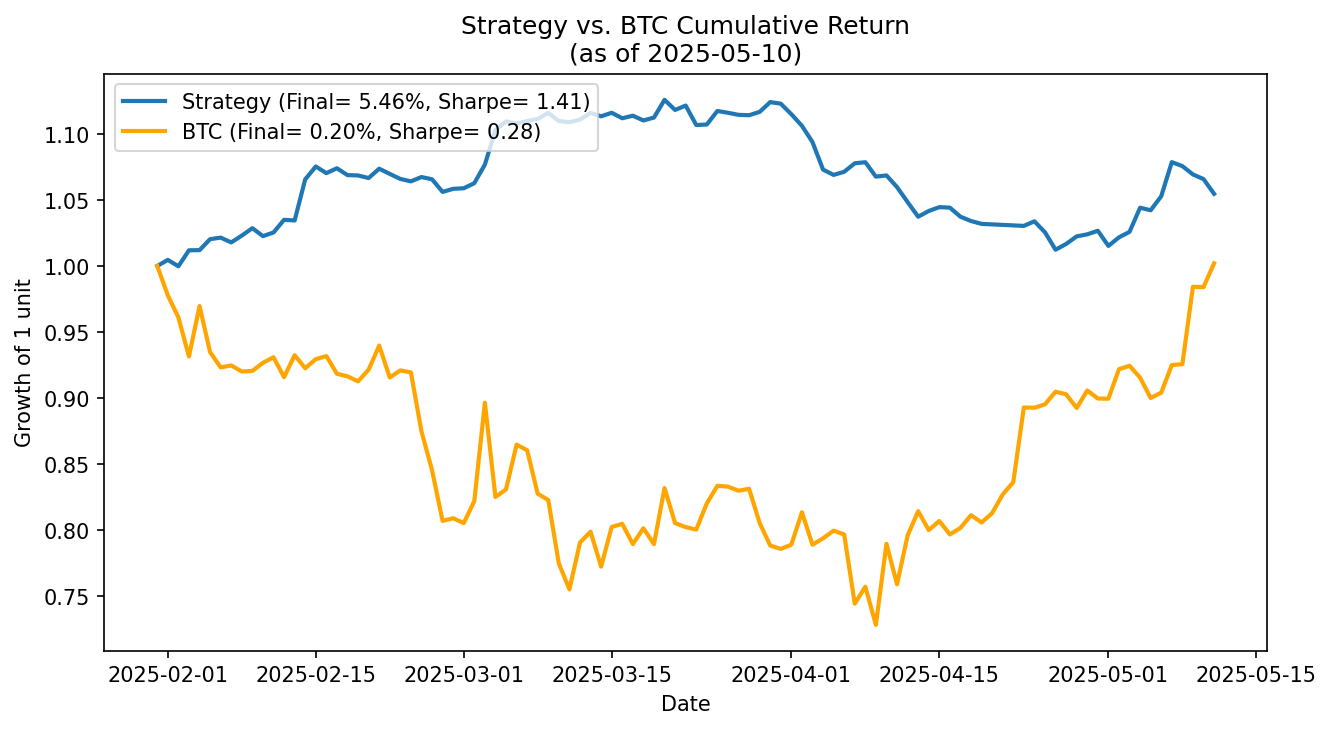 Strategy vs. BTC Cumulative Return
(as of 2025-05-10)
Strategy (Final= 5.46%, Sharpe= 1.41)
BTC (Final= 0.20%, Sharpe= 0.28)
Growth of 1 unit
1.10
1.05
1.00
0.95
0.90
0.85
0.80
0.75
2025-02-01
2025-02-15
2025-03-01
2025-03-15
2025-04-01
2025-04-15
2025-05-01
2025-05-15
Date